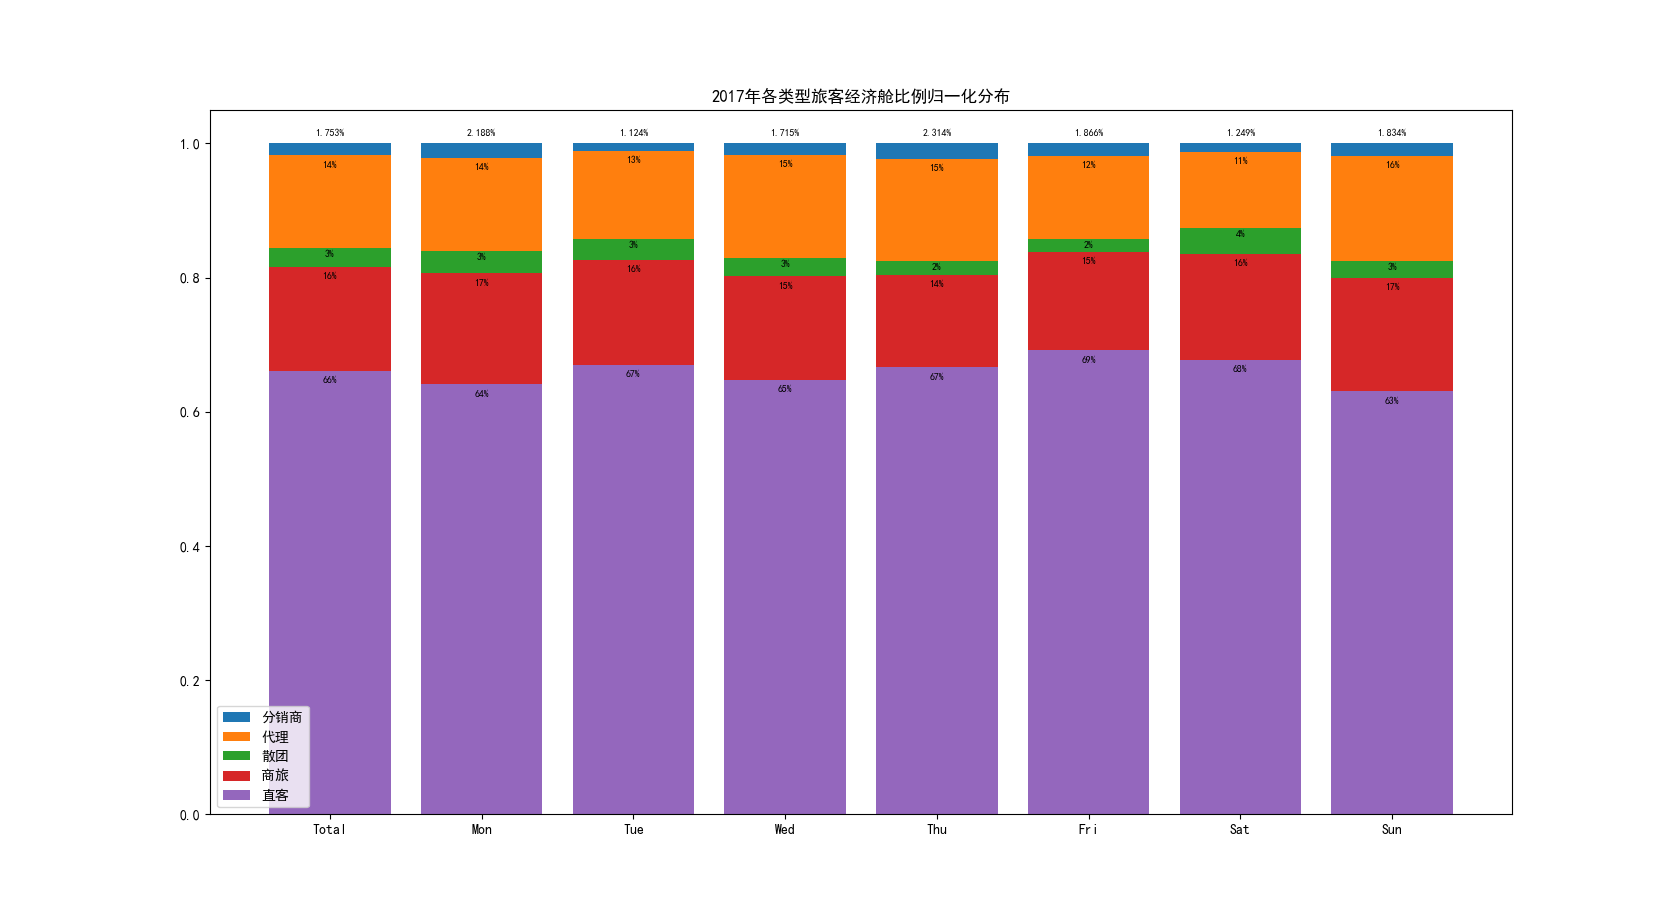 2017年各类型旅客经济舱比例归一化分布
1.753% 2.188% 1.124% 1.715% 2.314% 1.866% 1.249% 1.834%
1.0
14% 14% 13% 15% 15% 12% 11% 16%
3% 3% 3% 3% 2% 2% 4% 3%
0.8
16% 17% 16% 15% 14% 15% 16% 17%
66% 64% 67% 65% 67% 69% 68% 63%
0.6
0.4
0.2
0.0
分销商
代理
散团
商旅
直客
Total Mon Tue Wed Thu Fri Sat Sun